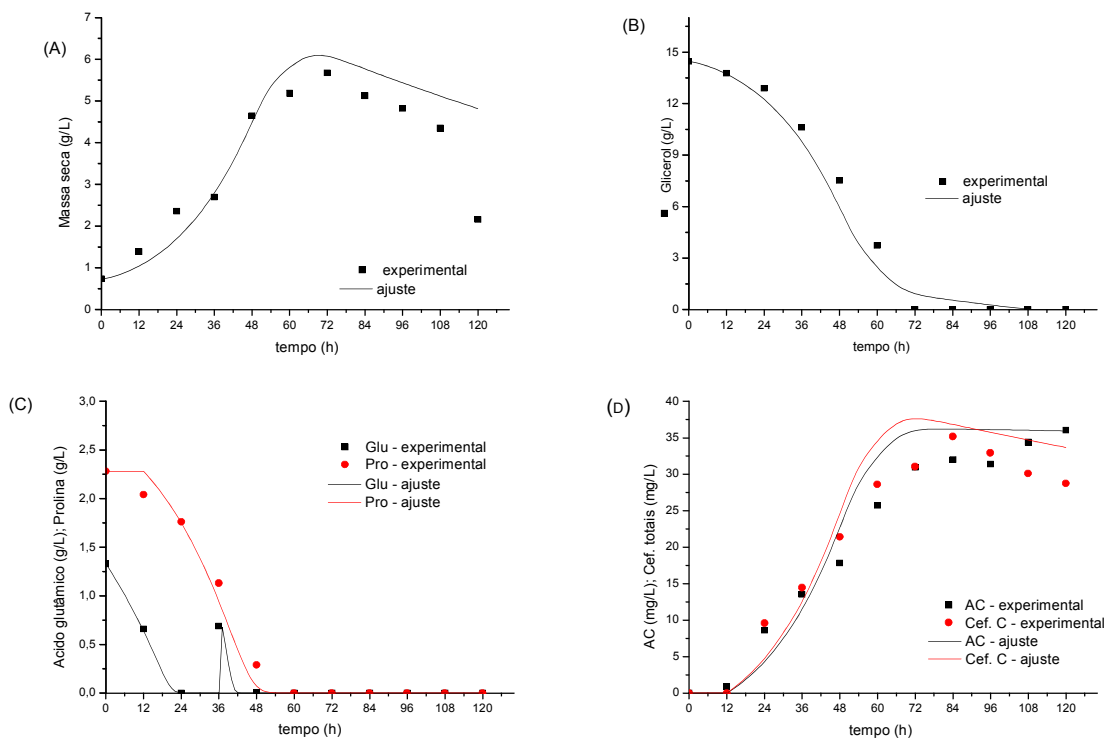 (A)
Massa seca (g/L)
7
6
5
4
3
2
1
0
0 12 24 36 48 60 72 84 96 108 120
tempo (h)
experimental
ajuste
(B)
Glicerol (g/L)
15
12
9
6
3
0
0 12 24 36 48 60 72 84 96 108 120
tempo (h)
experimental
ajuste
(C)
Acido glutâmico (g/L); Prolina (g/L)
3,0
2,5
2,0
1,5
1,0
0,5
0,0
0 12 24 36 48 60 72 84 96 108 120
tempo (h)
Glu - experimental
Pro - experimental
Glu - ajuste
Pro - ajuste
(D)
AC (mg/L); Cef. totais (mg/L)
40
35
30
25
20
15
10
5
0
0 12 24 36 48 60 72 84 96 108 120
tempo (h)
AC - experimental
Cef. C - experimental
AC - ajuste
Cef. C - ajuste